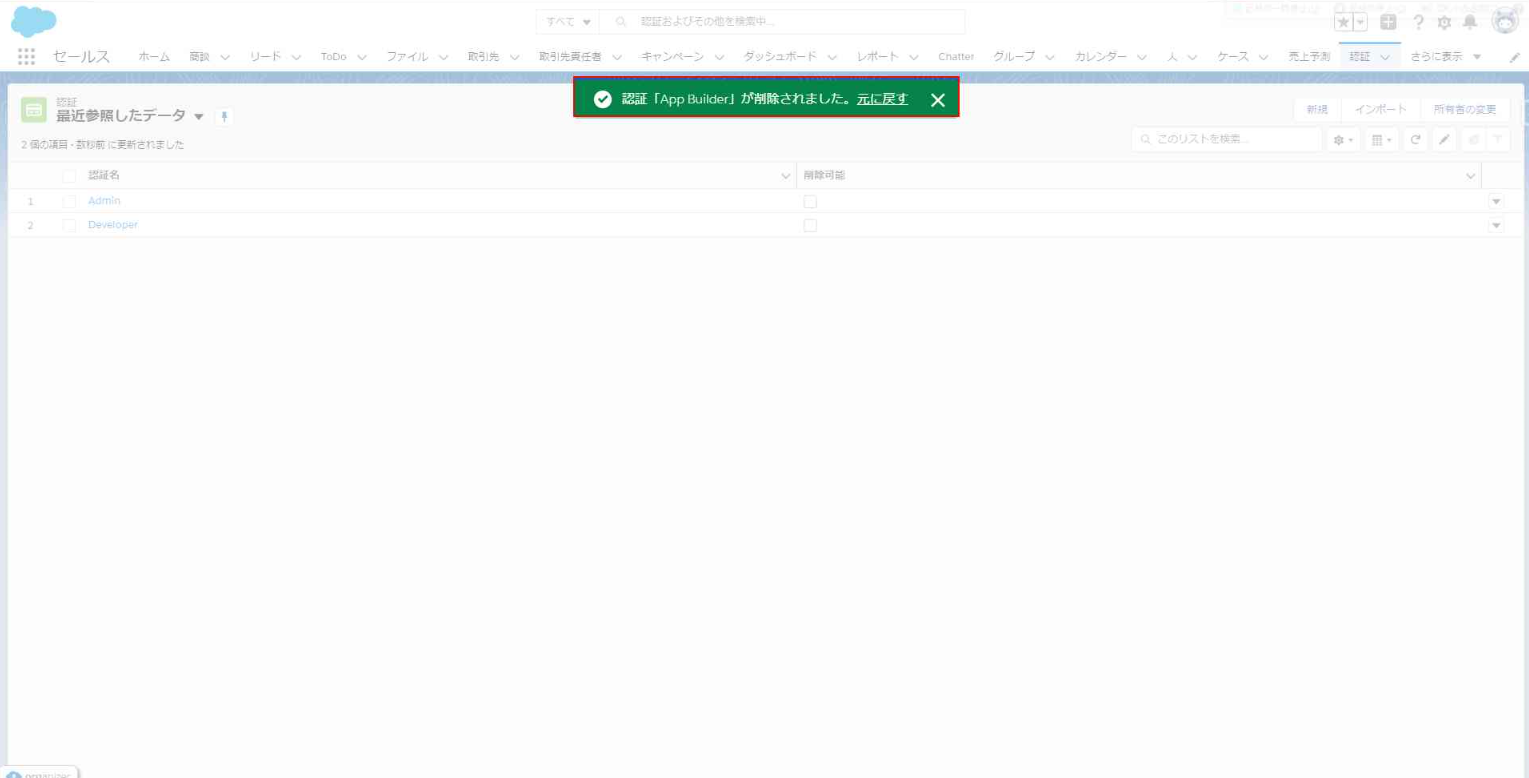 すべて
認証およびその他を検索中...
セールス
ホーム
商談
リード
ToDo
ファイル
取引先
取引先責任者
キャンペーン
ダッシュボード
レポート
Chatter
グループ
カレンダー
人
ケース
売上予測
認証
さらに表示
認証「App Builder」が削除されました。元に戻す
認証
最近参照したデータ
新規
インポート
所有者の変更
2 個の項目・数秒前 に更新されました
このリストを検索...
認証名
削除可能
1
Admin
2
Developer
organizer